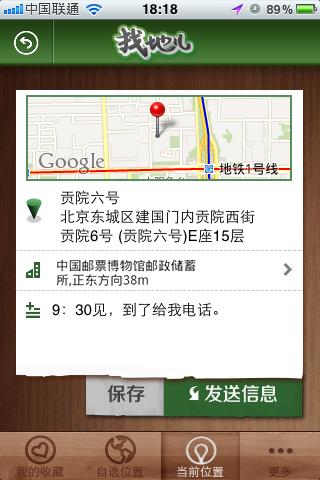 中国联通 18:18 89%
找地儿
Google
地铁1号线
贡院六号
北京东城区建国门内贡院西街
贡院6号 (贡院六号)E座15层
中国邮票博物馆邮政储蓄
所,正东方向38m
9：30见，到了给我电话。
保存 发送信息
我的收藏 自选位置 当前位置 更多